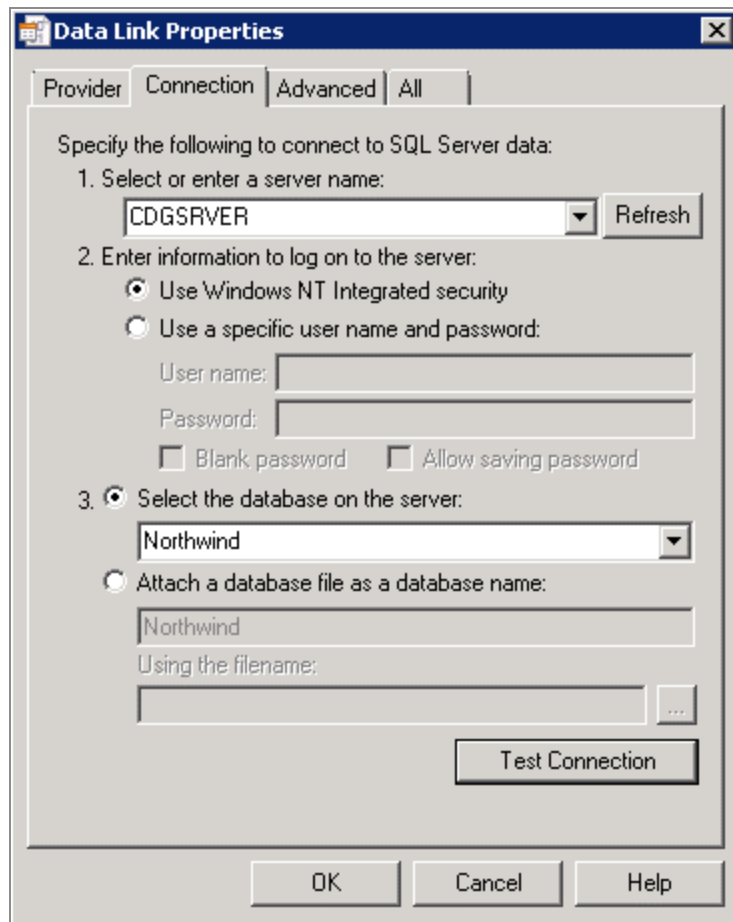 Data Link Properties
Provider Connection Advanced All
Specify the following to connect to SQL Server data:
1. Select or enter a server name:
CDGSRVER Refresh
2. Enter information to log on to the server:
Use Windows NT Integrated security
Use a specific user name and password:
User name:
Password:
Blank password Allow saving password
3. Select the database on the server:
Northwind
Attach a database file as a database name:
Northwind
Using the filename:
...
Test Connection
OK Cancel Help